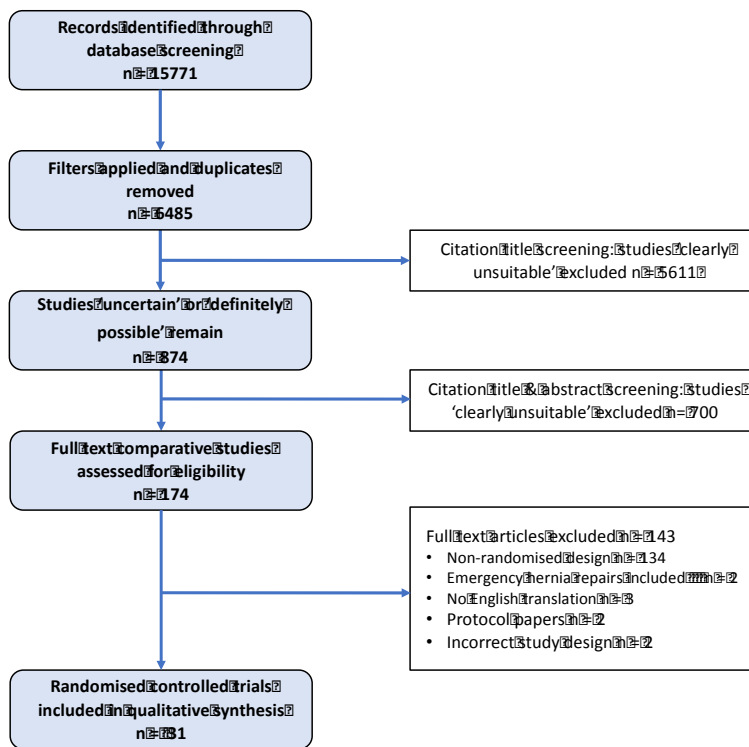 Records identified through
database screening
n = 15771
Filters applied and duplicates
removed
n = 6485
Citation title screening: studies ‘clearly
unsuitable’ excluded n = 5611
Studies ‘uncertain’ or ‘definitely
possible’ remain
n = 874
Citation title & abstract screening: studies
‘clearly unsuitable’ excluded n= 700
Full text comparative studies
assessed for eligibility
n = 174
Full text articles excluded n = 143
• Non-randomised design n = 134
• Emergency hernia repairs included n = 2
• No English translation n = 3
• Protocol papers n = 2
• Incorrect study design n = 2
Randomised controlled trials
included in qualitative synthesis
n = 31